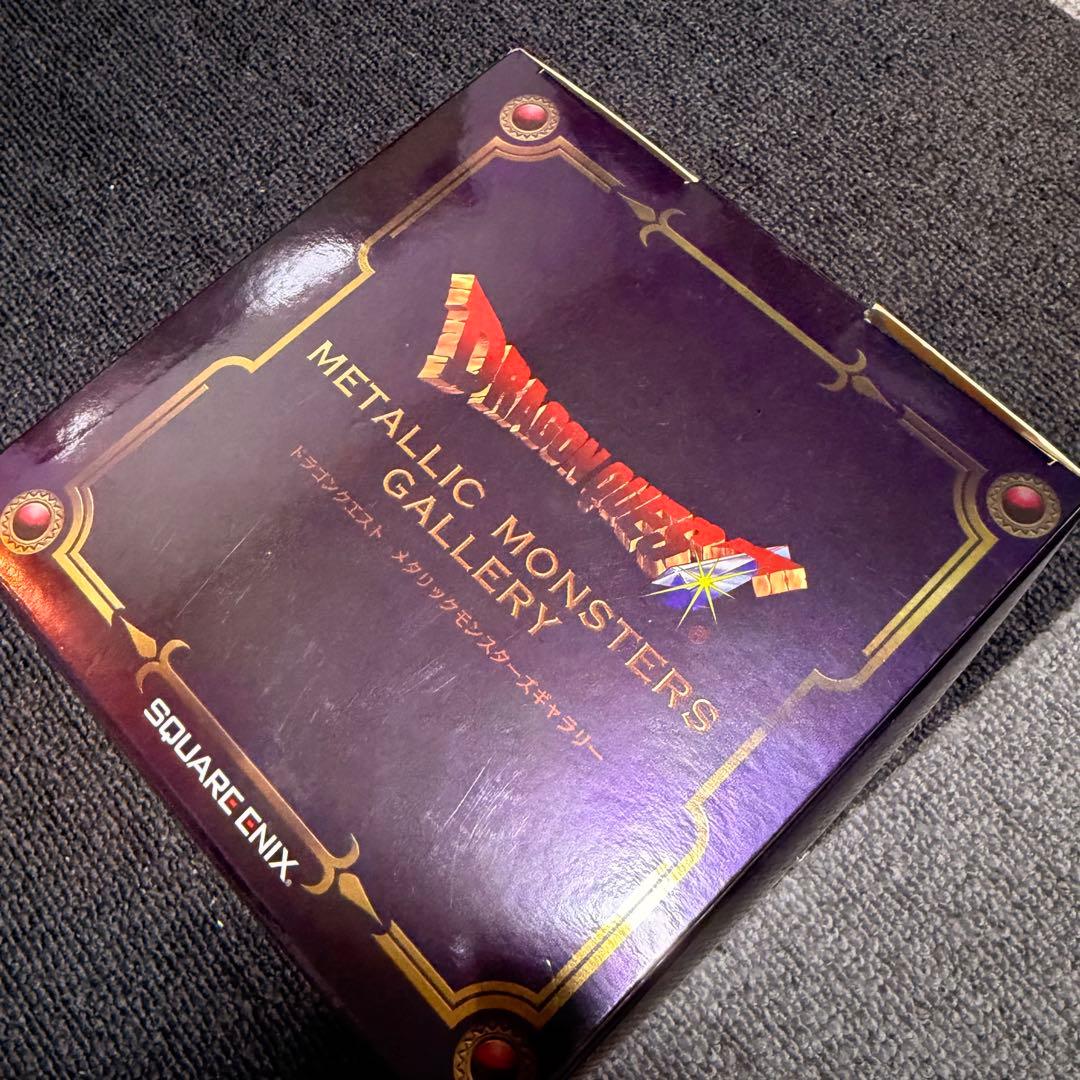 DRAGON QUEST
®
METALLIC MONSTERS
GALLERY
ドラゴンクエスト メタリックモンスターズギャラリー
SQUARE ENIX®